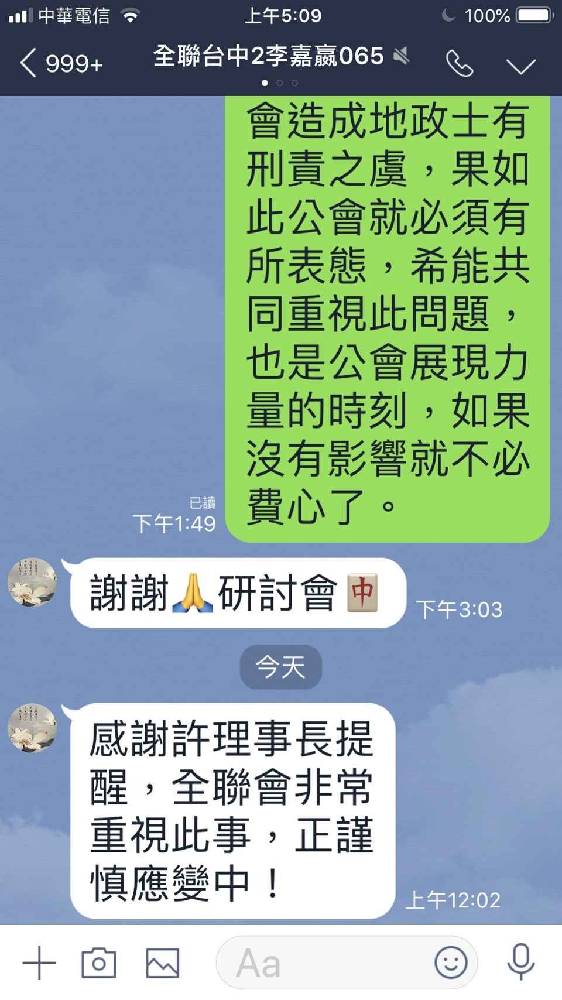 中華電信
上午5:09
100%
999+
全聯台中2李嘉嬴065
會造成地政士有
刑責之虞，果如
此公會就必須有
所表態，希能共
同重視此問題，
也是公會展現力
量的時刻，如果
沒有影響就不必
費心了。
已讀
下午1:49
謝謝🙏研討會🀄
下午3:03
今天
感謝許理事長提
醒，全聯會非常
重視此事，正謹
慎應變中！
上午12:02
Aa